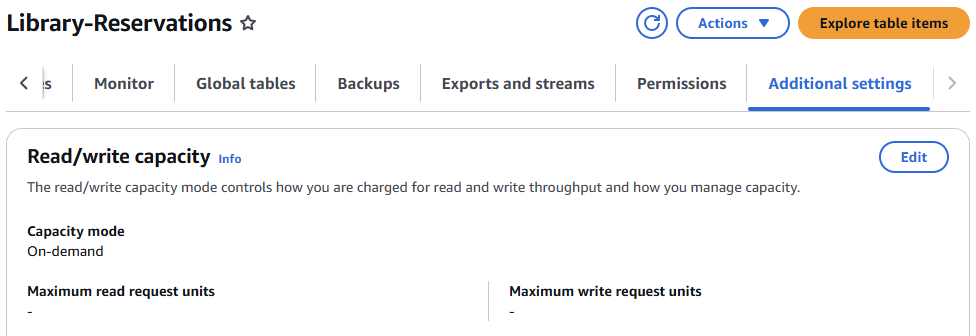 Library-Reservations
Actions
Explore table items
s
Monitor
Global tables
Backups
Exports and streams
Permissions
Additional settings
Read/write capacity Info
Edit
The read/write capacity mode controls how you are charged for read and write throughput and how you manage capacity.
Capacity mode
On-demand
Maximum read request units
-
Maximum write request units
-